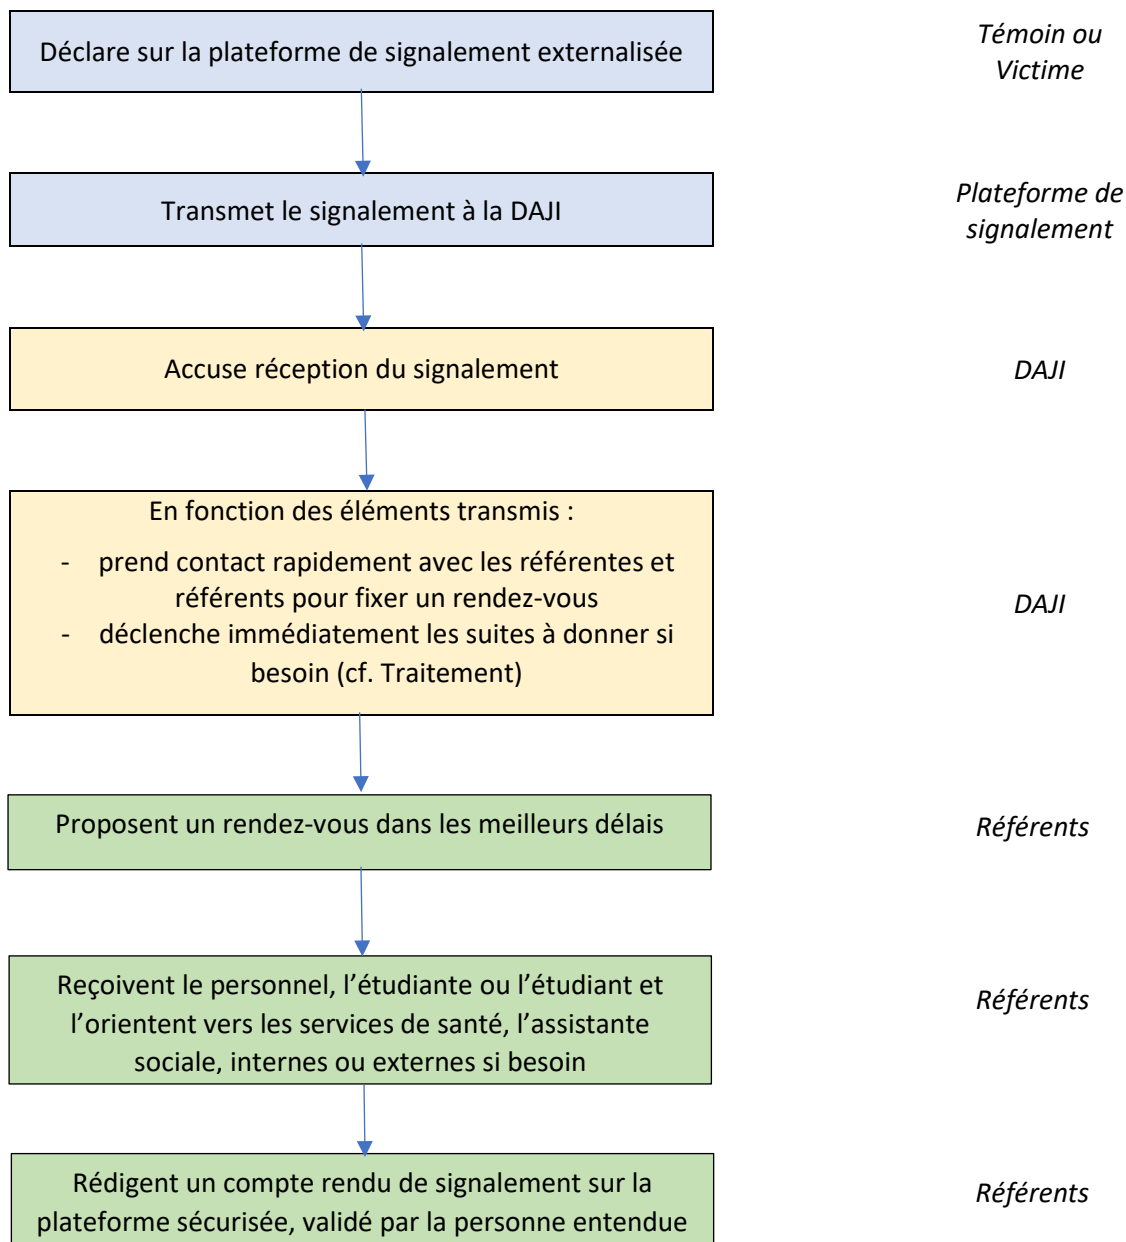 Déclare sur la plateforme de signalement externalisée
Témoin ou
Victime
Transmet le signalement à la DAJI
Plateforme de
signalement
Accuse réception du signalement
DAJI
En fonction des éléments transmis :
- prend contact rapidement avec les référentes et
référents pour fixer un rendez-vous
- déclenche immédiatement les suites à donner si
besoin (cf. Traitement)
DAJI
Proposent un rendez-vous dans les meilleurs délais
Référents
Reçoivent le personnel, l’étudiante ou l’étudiant et
l’orientent vers les services de santé, l’assistante
sociale, internes ou externes si besoin
Référents
Rédigent un compte rendu de signalement sur la
plateforme sécurisée, validé par la personne entendue
Référents